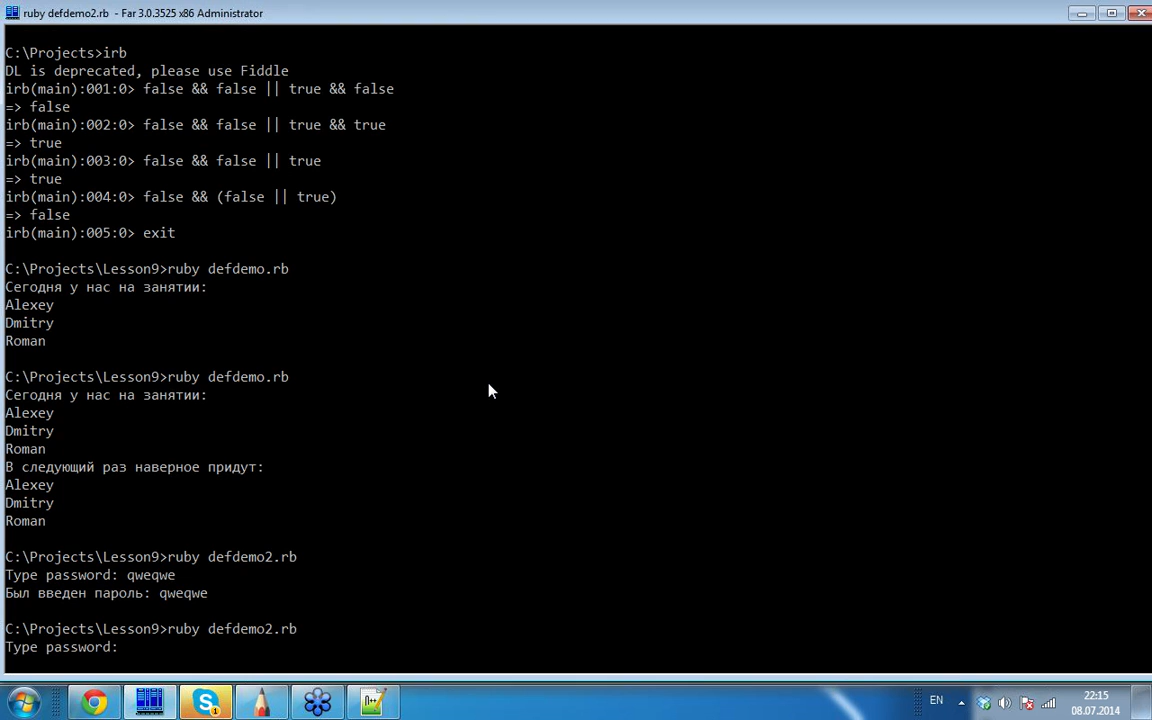 ruby defdemo2.rb - Far 3.0.3525 x86 Administrator
C:\Projects>irb
DL is deprecated, please use Fiddle
irb(main):001:0> false && false || true && false
=> false
irb(main):002:0> false && false || true && true
=> true
irb(main):003:0> false && false || true
=> true
irb(main):004:0> false && (false || true)
=> false
irb(main):005:0> exit
C:\Projects\Lesson9>ruby defdemo.rb
Сегодня у нас на занятии:
Alexey
Dmitry
Roman
C:\Projects\Lesson9>ruby defdemo.rb
Сегодня у нас на занятии:
Alexey
Dmitry
Roman
В следующий раз наверное придут:
Alexey
Dmitry
Roman
C:\Projects\Lesson9>ruby defdemo2.rb
Type password: qweqwe
Был введен пароль: qweqwe
C:\Projects\Lesson9>ruby defdemo2.rb
Type password:
EN
22:15
08.07.2014